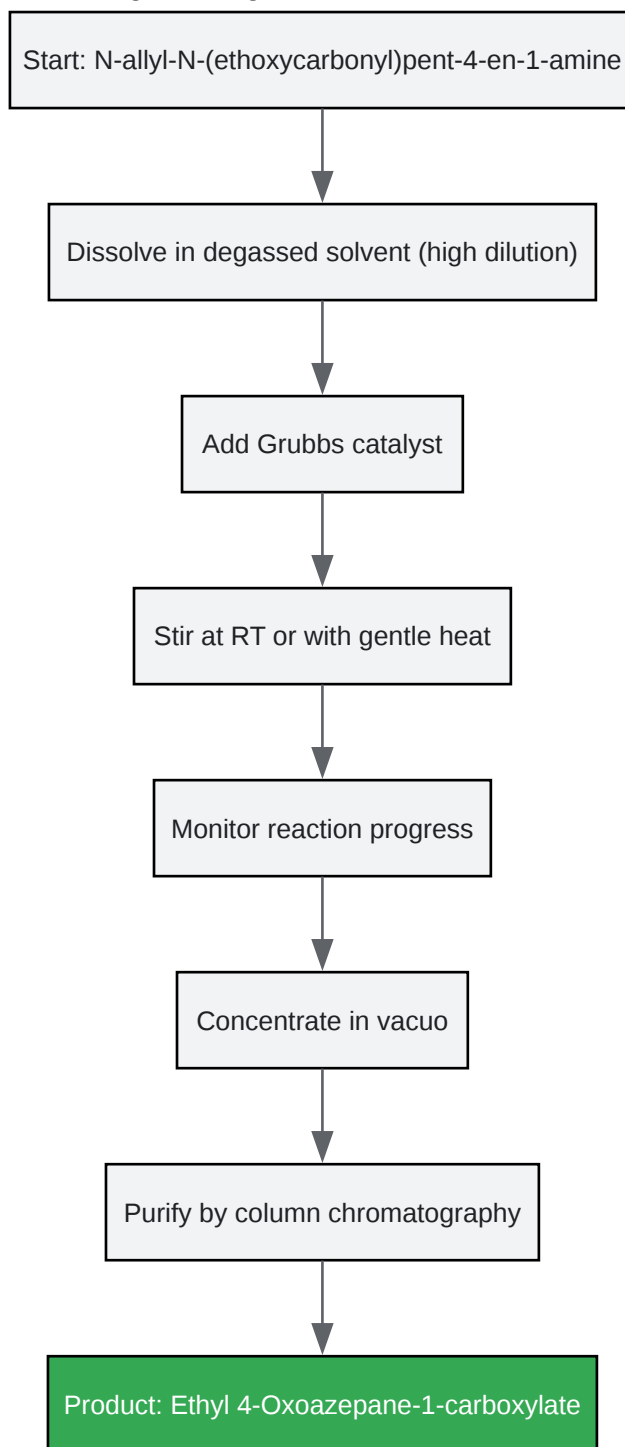 Start: N-allyl-N-(ethoxycarbonyl)pent-4-en-1-amine
Dissolve in degassed solvent (high dilution)
Add Grubbs catalyst
Stir at RT or with gentle heat
Monitor reaction progress
Concentrate in vacuo
Purify by column chromatography
Product: Ethyl 4-Oxoazepane-1-carboxylate